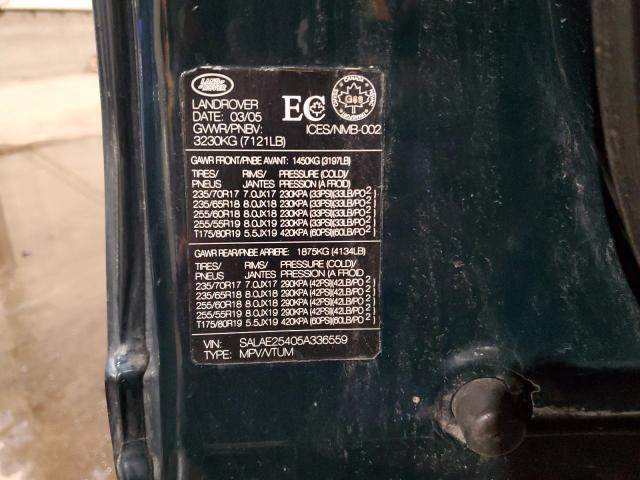 LAND ROVER
LANDROVER
DATE: 03/05
GVWR/PNBV:
3230KG (7121LB)
EC
CANADA
G69
ICES/NMB-002
GAWR FRONT/PNBE AVANT: 1450KG (3197LB)
TIRES/ RIMS/ PRESSURE (COLD)/
PNEUS JANTES PRESSION (A FROID)
235/70R17 7.0JX17 230KPA (33PSI)(33LB/PO2)
235/65R18 8.0JX18 230KPA (33PSI)(33LB/PO2)
255/60R18 8.0JX18 230KPA (33PSI)(33LB/PO2)
255/55R19 8.0JX19 230KPA (33PSI)(33LB/PO2)
T175/80R19 5.5JX19 420KPA (60PSI)(60LB/PO2)
GAWR REAR/PNBE ARRIERE: 1875KG (4134LB)
TIRES/ RIMS/ PRESSURE (COLD)/
PNEUS JANTES PRESSION (A FROID
235/70R17 7.0JX17 290KPA (42PSI)(42LB/PO2)
235/65R18 8.0JX18 290KPA (42PSI)(42LB/PO2)
255/60R18 8.0JX18 290KPA (42PSI)(42LB/PO2)
255/55R19 8.0JX19 290KPA (42PSI)(42LB/PO2)
T175/80R19 5.5JX19 420KPA (60PSI)(60LB/PO2)
VIN: SALAE25405A336559
TYPE: MPV/VTUM